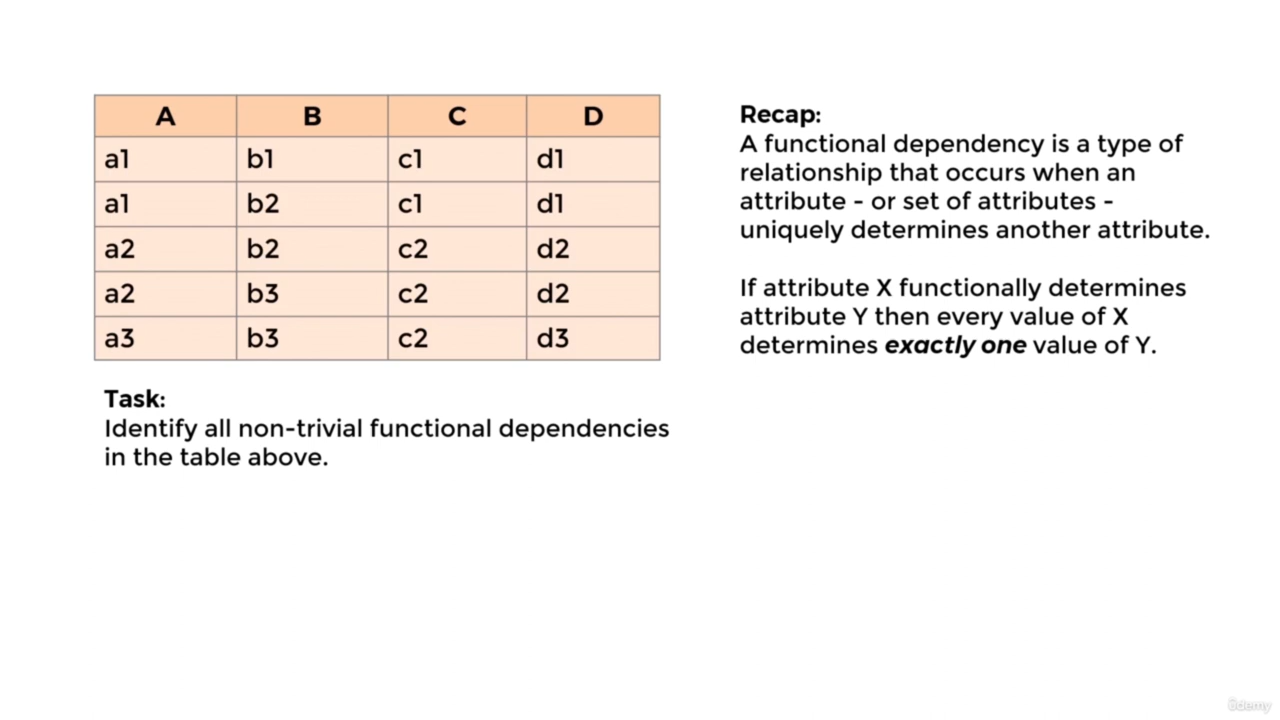 A B C D
a1 b1 c1 d1
a1 b2 c1 d1
a2 b2 c2 d2
a2 b3 c2 d2
a3 b3 c2 d3
Task:
Identify all non-trivial functional dependencies
in the table above.
Recap:
A functional dependency is a type of
relationship that occurs when an
attribute - or set of attributes -
uniquely determines another attribute.
If attribute X functionally determines
attribute Y then every value of X
determines exactly one value of Y.
ûdemy